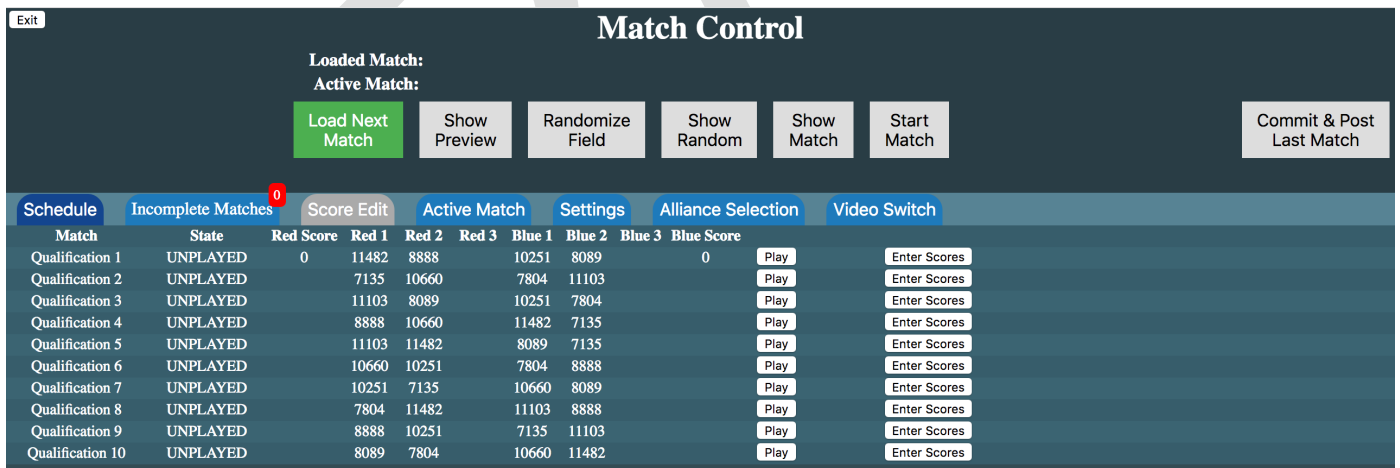 Exit
Match Control
Loaded Match:
Active Match:
Load Next Match Show Preview Randomize Field Show Random Show Match Start Match Commit & Post Last Match
Schedule Incomplete Matches 0 Score Edit Active Match Settings Alliance Selection Video Switch
Match State Red Score Red 1 Red 2 Red 3 Blue 1 Blue 2 Blue 3 Blue Score
Qualification 1 UNPLAYED 0 11482 8888 10251 8089 0 Play Enter Scores
Qualification 2 UNPLAYED 7135 10660 7804 11103 Play Enter Scores
Qualification 3 UNPLAYED 11103 8089 10251 7804 Play Enter Scores
Qualification 4 UNPLAYED 8888 10660 11482 7135 Play Enter Scores
Qualification 5 UNPLAYED 11103 11482 8089 7135 Play Enter Scores
Qualification 6 UNPLAYED 10660 10251 7804 8888 Play Enter Scores
Qualification 7 UNPLAYED 10251 7135 10660 8089 Play Enter Scores
Qualification 8 UNPLAYED 7804 11482 11103 8888 Play Enter Scores
Qualification 9 UNPLAYED 8888 10251 7135 11103 Play Enter Scores
Qualification 10 UNPLAYED 8089 7804 10660 11482 Play Enter Scores